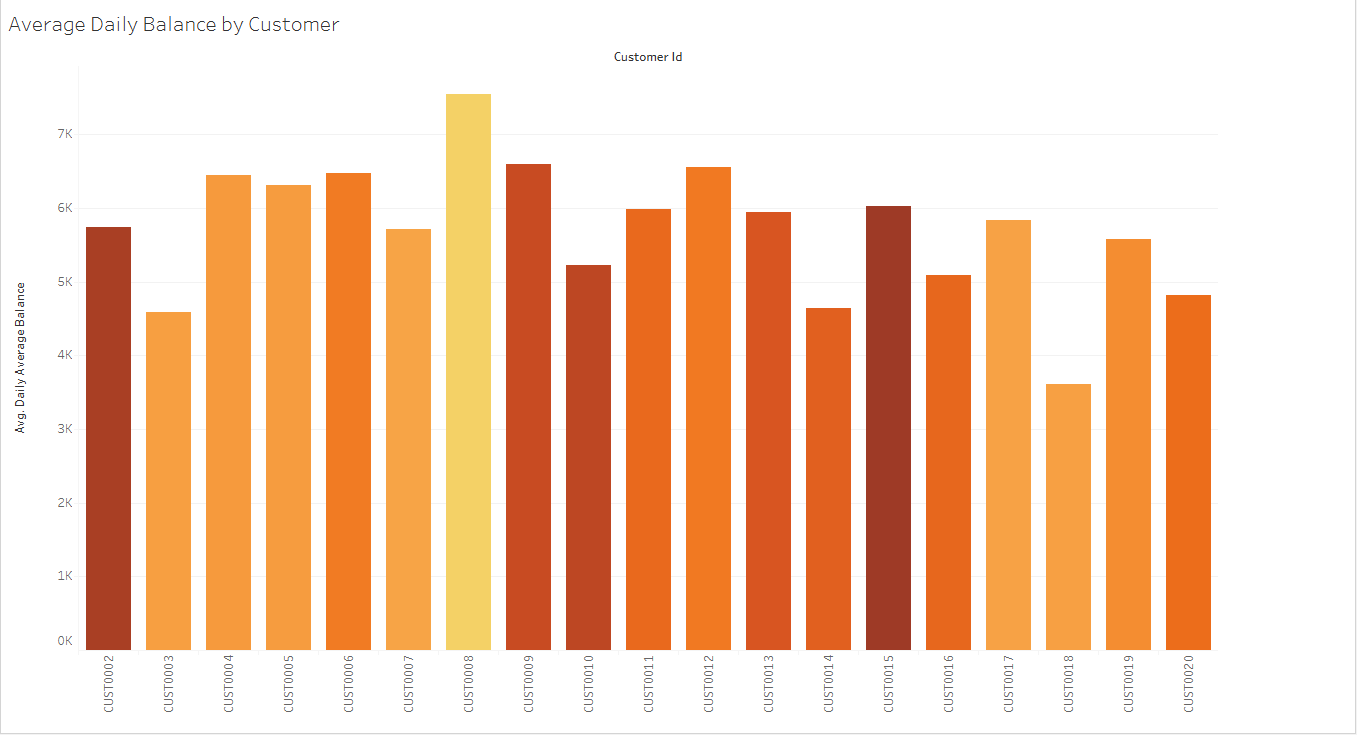 Average Daily Balance by Customer
Customer Id
Avg. Daily Average Balance
7K
6K
5K
4K
3K
2K
1K
0K
CUST0002
CUST0003
CUST0004
CUST0005
CUST0006
CUST0007
CUST0008
CUST0009
CUST0010
CUST0011
CUST0012
CUST0013
CUST0014
CUST0015
CUST0016
CUST0017
CUST0018
CUST0019
CUST0020